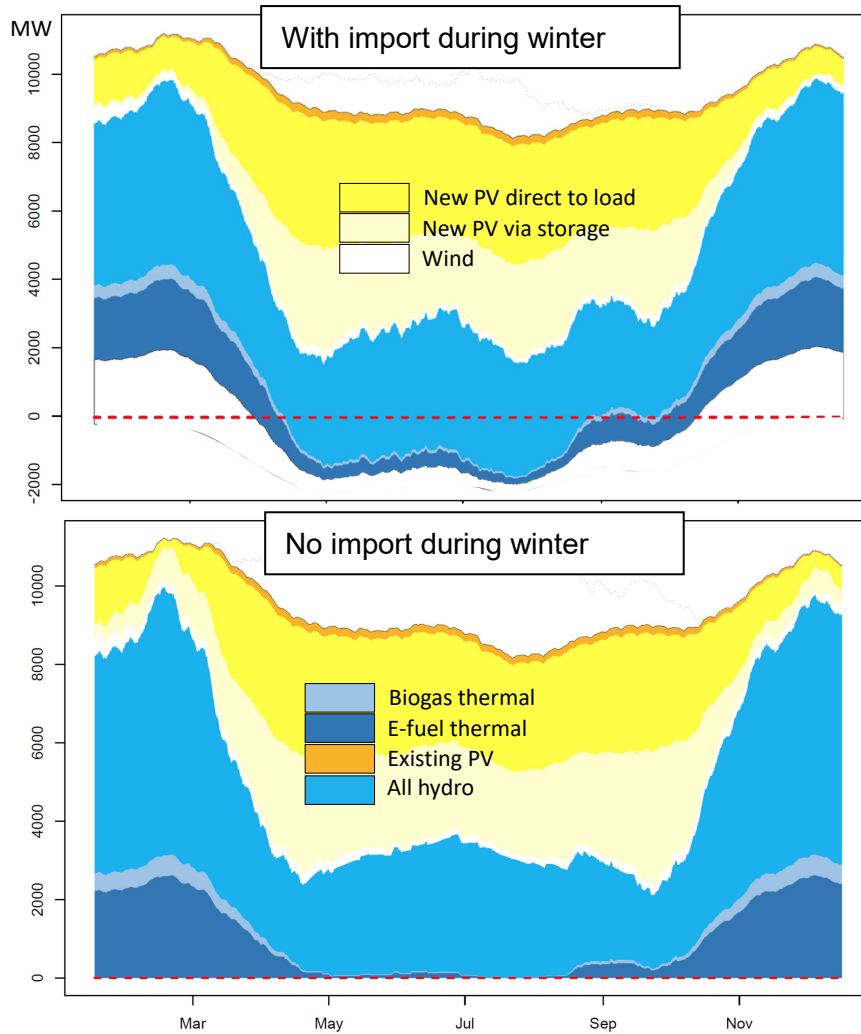 MW
With import during winter
10000
8000
6000
4000
2000
0
-2000
New PV direct to load
New PV via storage
Wind
No import during winter
10000
8000
6000
4000
2000
0
Biogas thermal
E-fuel thermal
Existing PV
All hydro
Mar
May
Jul
Sep
Nov